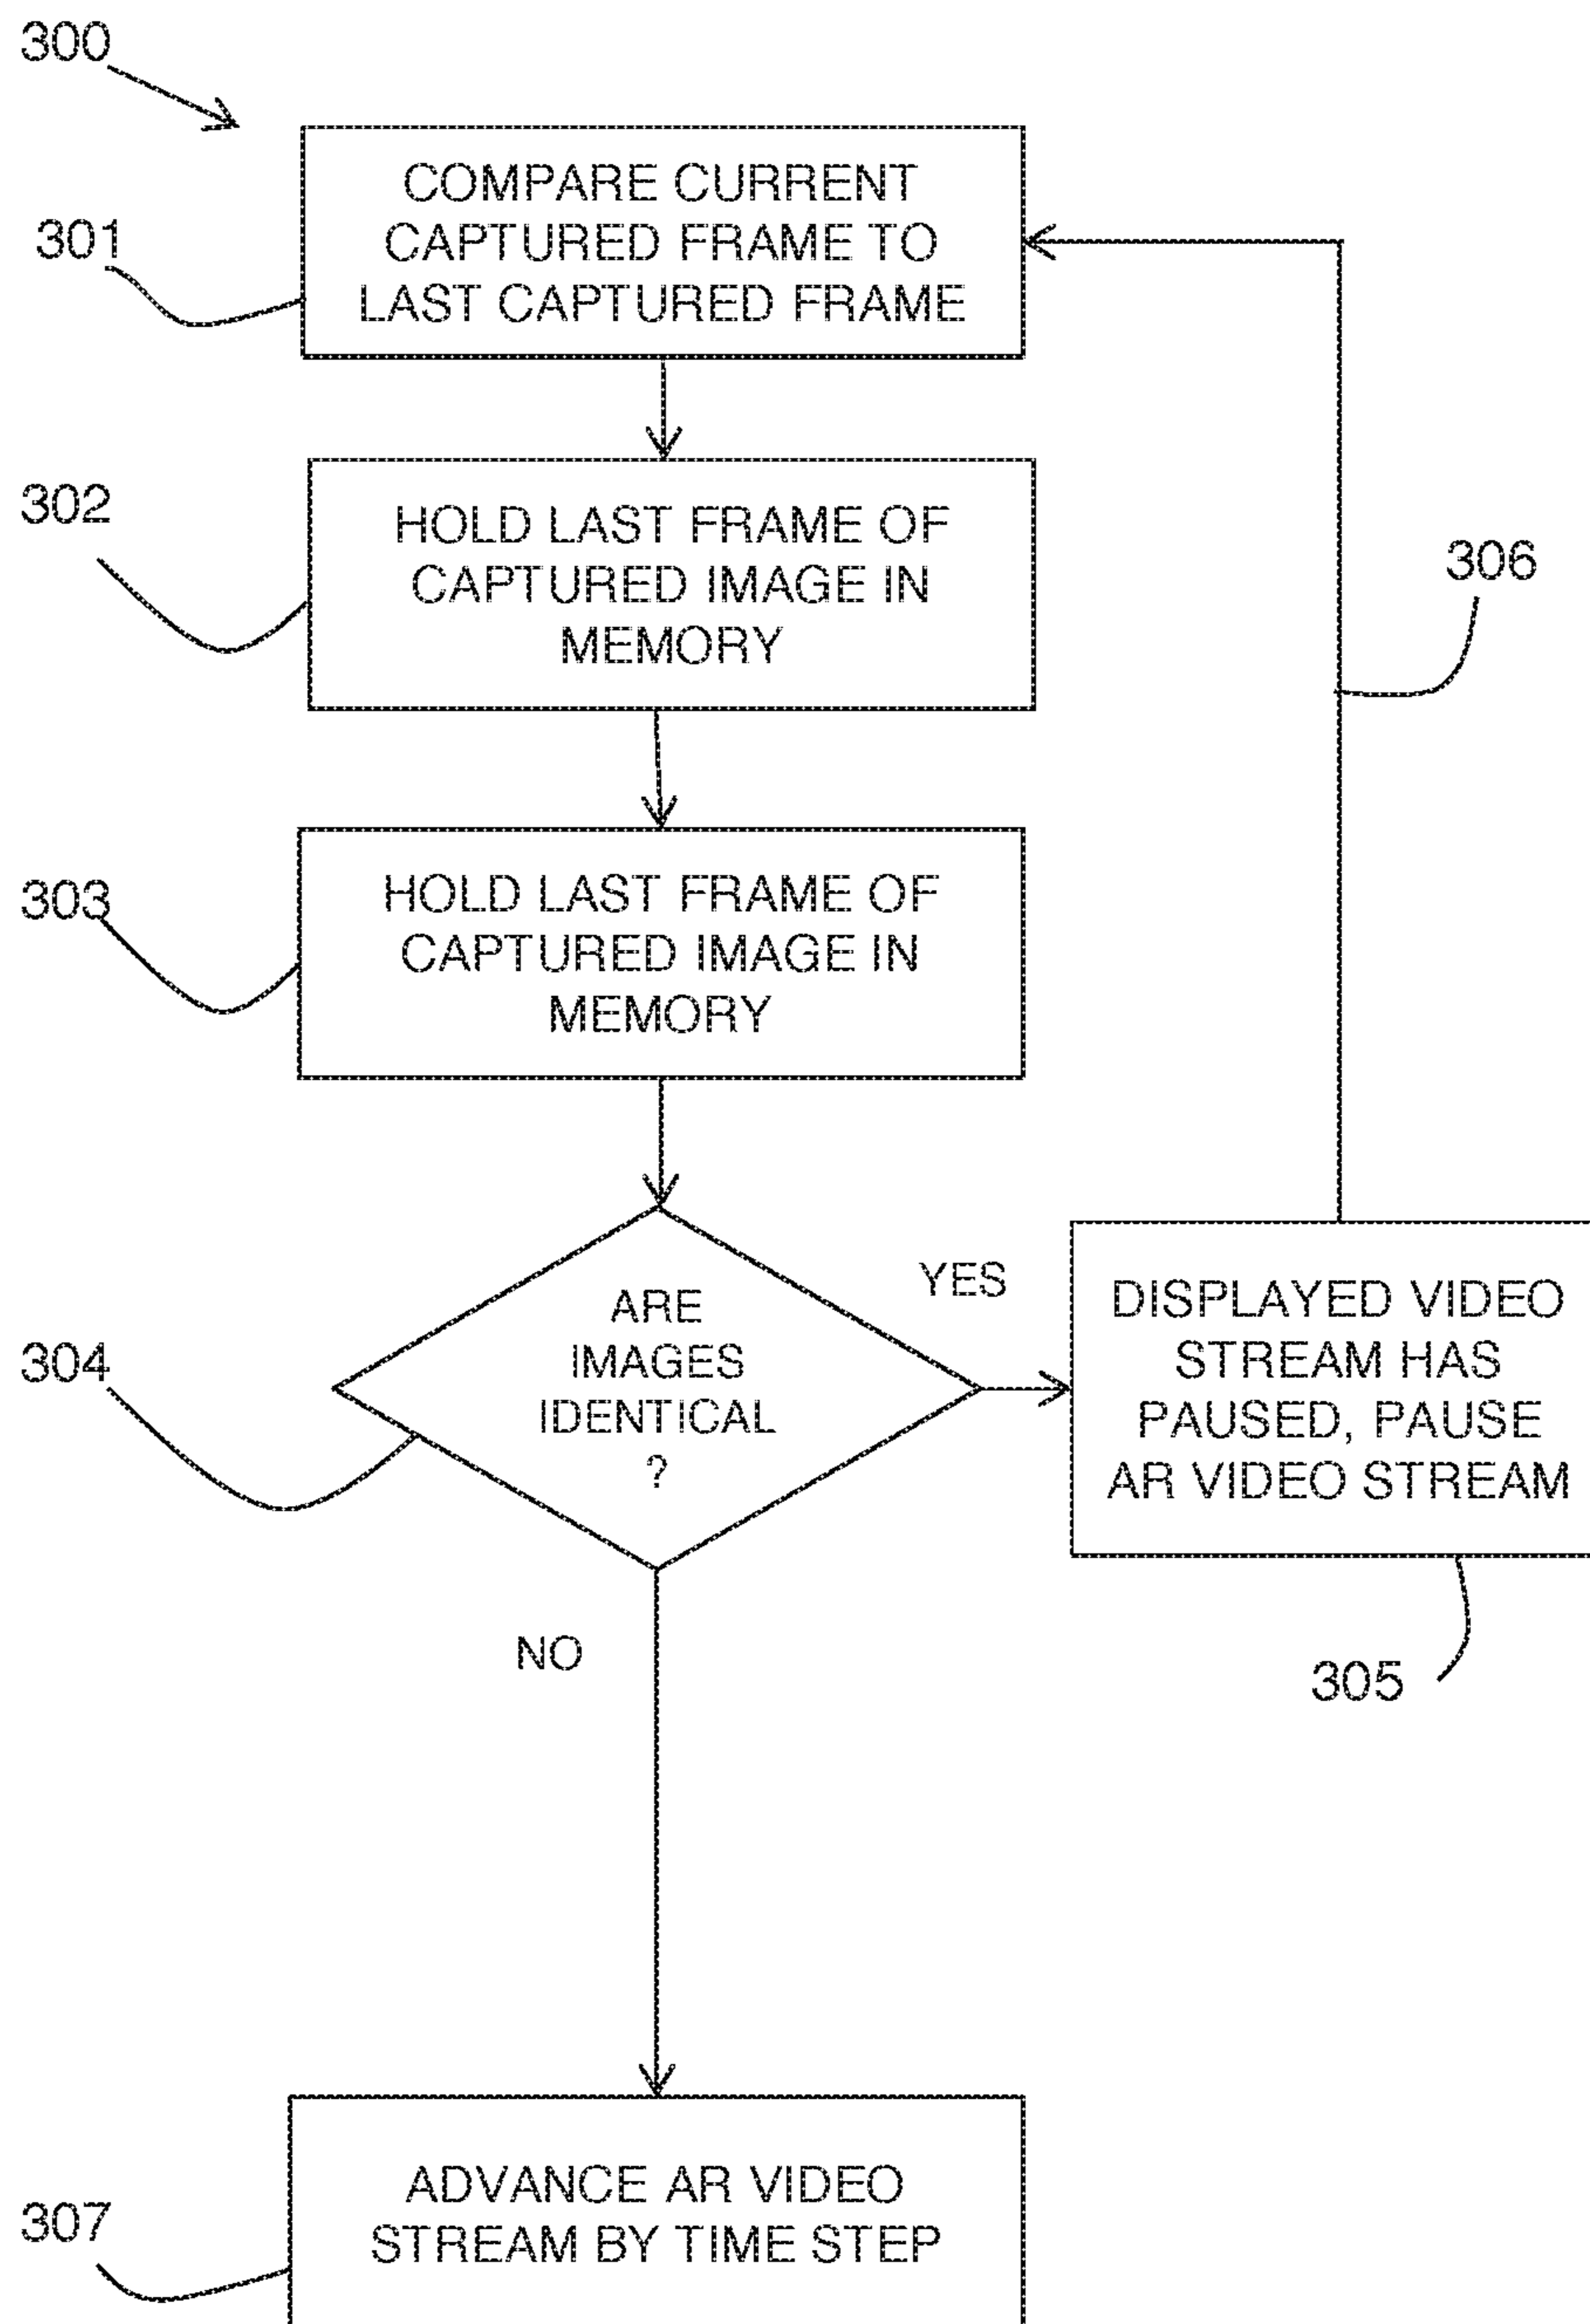 300
301
COMPARE CURRENT
CAPTURED FRAME TO
LAST CAPTURED FRAME
302
HOLD LAST FRAME OF
CAPTURED IMAGE IN
MEMORY
306
303
HOLD LAST FRAME OF
CAPTURED IMAGE IN
MEMORY
304
ARE
IMAGES
IDENTICAL
?
YES
DISPLAYED VIDEO
STREAM HAS
PAUSED, PAUSE
AR VIDEO STREAM
305
NO
307
ADVANCE AR VIDEO
STREAM BY TIME STEP